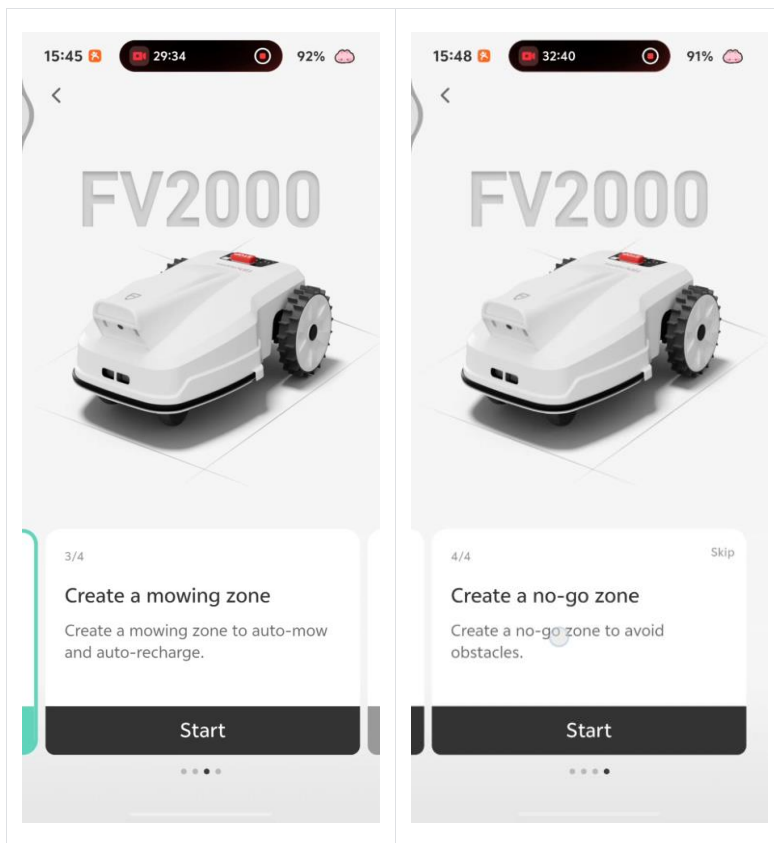 15:45
29:34
92%
FV2000
3/4
Create a mowing zone
Create a mowing zone to auto-mow
and auto-recharge.
Start
15:48
32:40
91%
FV2000
4/4
Skip
Create a no-go zone
Create a no-go zone to avoid
obstacles.
Start